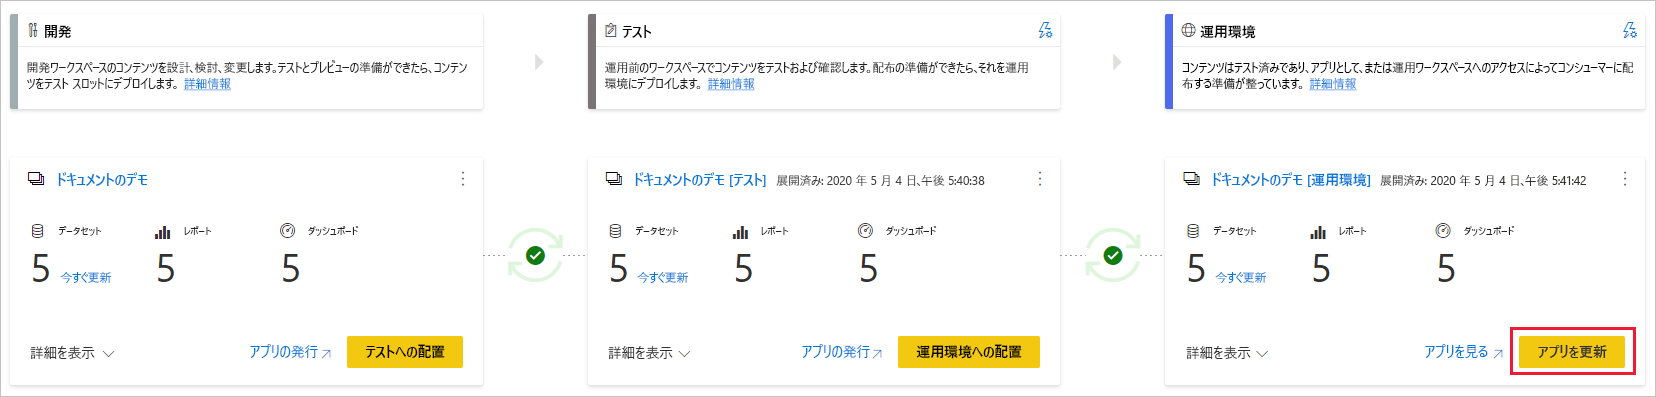 開発
開発ワークスペースのコンテンツを設計、検討、変更します。テストとプレビューの準備ができたら、コンテン
ツをテスト スロットにデプロイします。 詳細情報
テスト
運用前のワークスペースでコンテンツをテストおよび確認します。配布の準備ができたら、それを運用
環境にデプロイします。 詳細情報
運用環境
コンテンツはテスト済みであり、アプリとして、または運用ワークスペースへのアクセスによってコンシューマーに配
布する準備が整っています。 詳細情報
ドキュメントのデモ
データセット レポート ダッシュボード
5 今すぐ更新 5 5
詳細を表示 アプリの発行 テストへの配置
ドキュメントのデモ [テスト] 展開済み: 2020 年 5 月 4 日、午後 5:40:38
データセット レポート ダッシュボード
5 今すぐ更新 5 5
詳細を表示 アプリの発行 運用環境への配置
ドキュメントのデモ [運用環境] 展開済み: 2020 年 5 月 4 日、午後 5:41:42
データセット レポート ダッシュボード
5 今すぐ更新 5 5
詳細を表示 アプリを見る アプリを更新